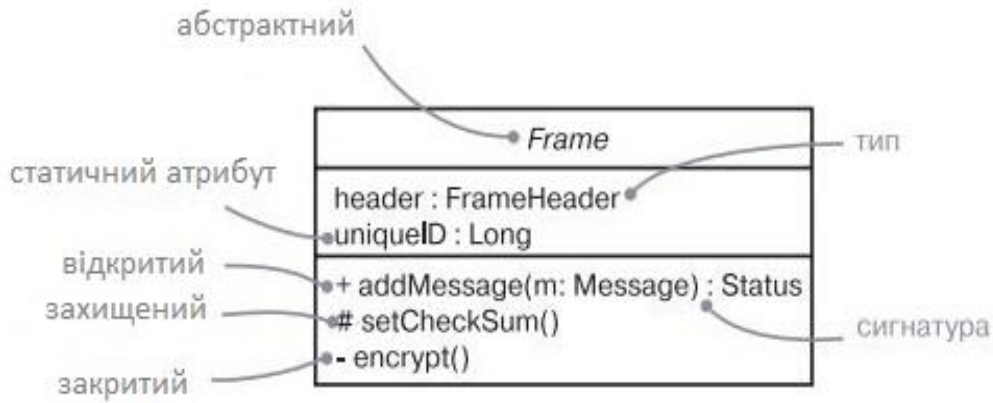 абстрактний
Frame
тип
статичний атрибут
header : FrameHeader
uniqueID : Long
відкритий
+ addMessage(m: Message) : Status
захищений
# setCheckSum()
сигнатура
- encrypt()
закритий